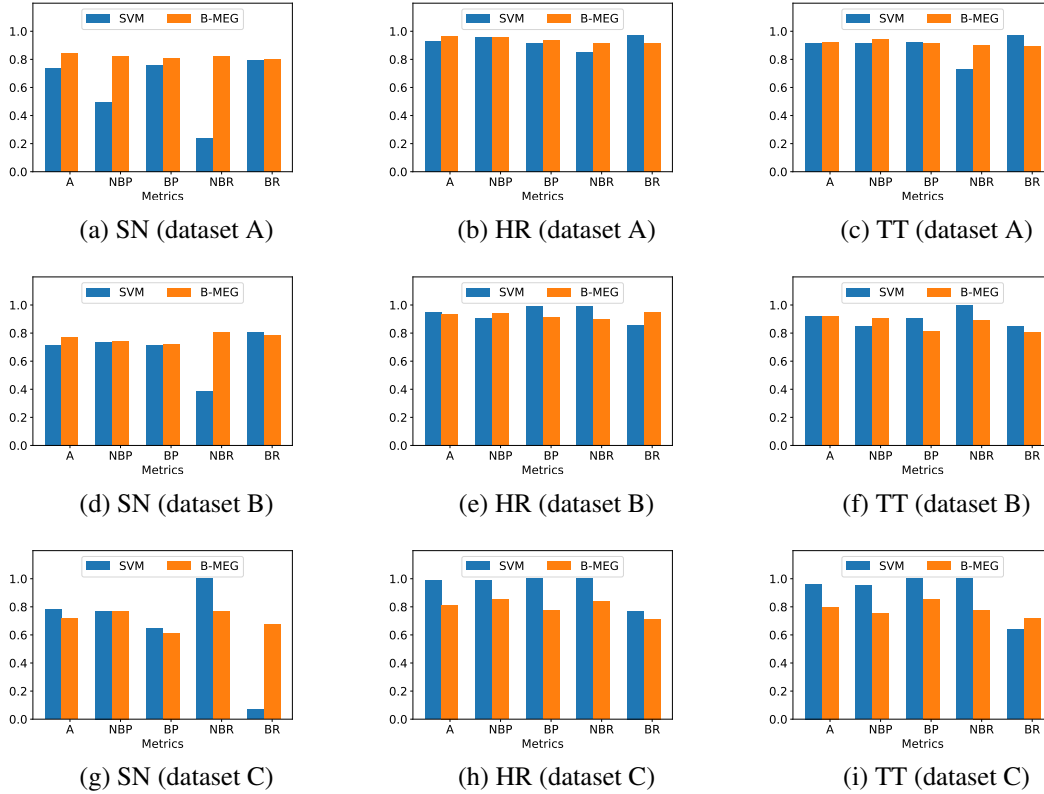 SVM B-MEG
1.0
0.8
0.6
0.4
0.2
0.0
A NBP BP NBR BR
Metrics
(a) SN (dataset A)
SVM B-MEG
1.0
0.8
0.6
0.4
0.2
0.0
A NBP BP NBR BR
Metrics
(b) HR (dataset A)
SVM B-MEG
1.0
0.8
0.6
0.4
0.2
0.0
A NBP BP NBR BR
Metrics
(c) TT (dataset A)
SVM B-MEG
1.0
0.8
0.6
0.4
0.2
0.0
A NBP BP NBR BR
Metrics
(d) SN (dataset B)
SVM B-MEG
1.0
0.8
0.6
0.4
0.2
0.0
A NBP BP NBR BR
Metrics
(e) HR (dataset B)
SVM B-MEG
1.0
0.8
0.6
0.4
0.2
0.0
A NBP BP NBR BR
Metrics
(f) TT (dataset B)
SVM B-MEG
1.0
0.8
0.6
0.4
0.2
0.0
A NBP BP NBR BR
Metrics
(g) SN (dataset C)
SVM B-MEG
1.0
0.8
0.6
0.4
0.2
0.0
A NBP BP NBR BR
Metrics
(h) HR (dataset C)
SVM B-MEG
1.0
0.8
0.6
0.4
0.2
0.0
A NBP BP NBR BR
Metrics
(i) TT (dataset C)